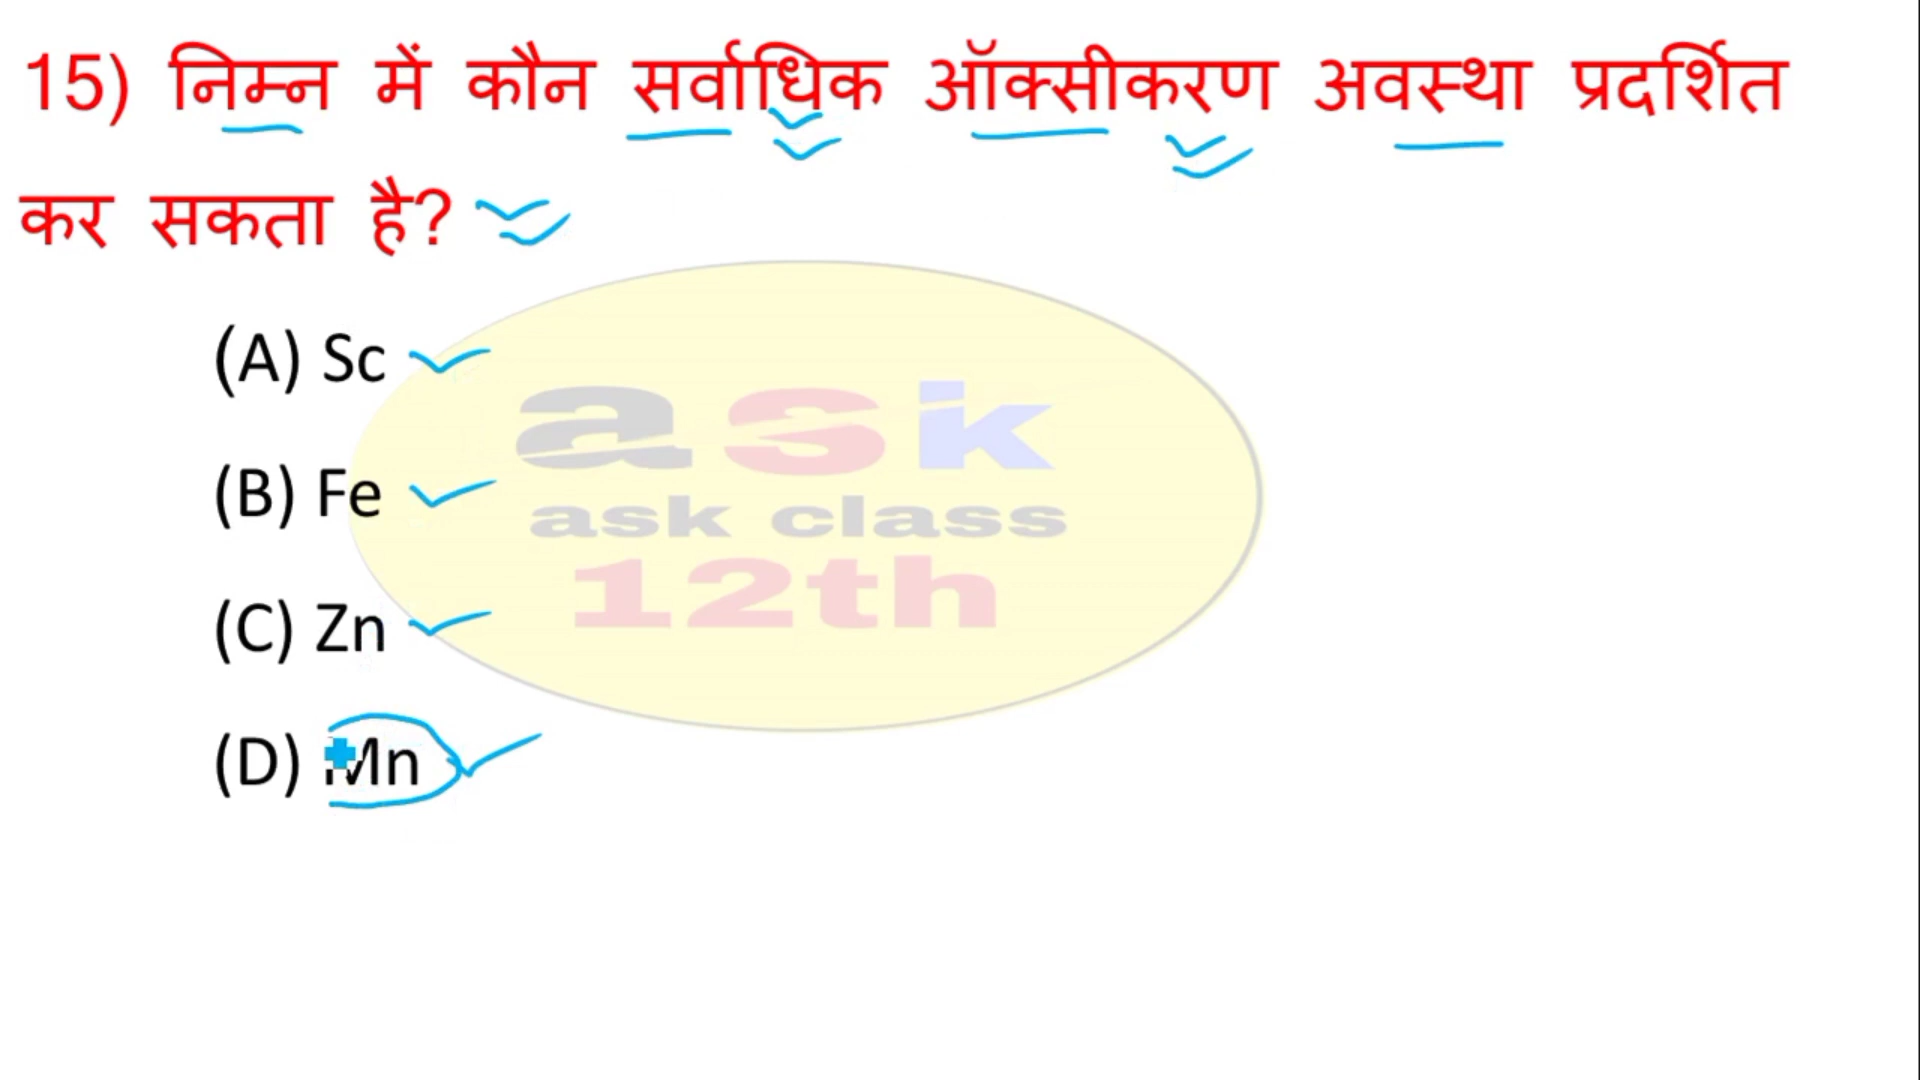 15) निम्न में कौन सर्वाधिक ऑक्सीकरण अवस्था प्रदर्शित
कर सकता है?
(A) Sc
ask
(B) Fe
ask class
12th
(C) Zn
(D) Mn